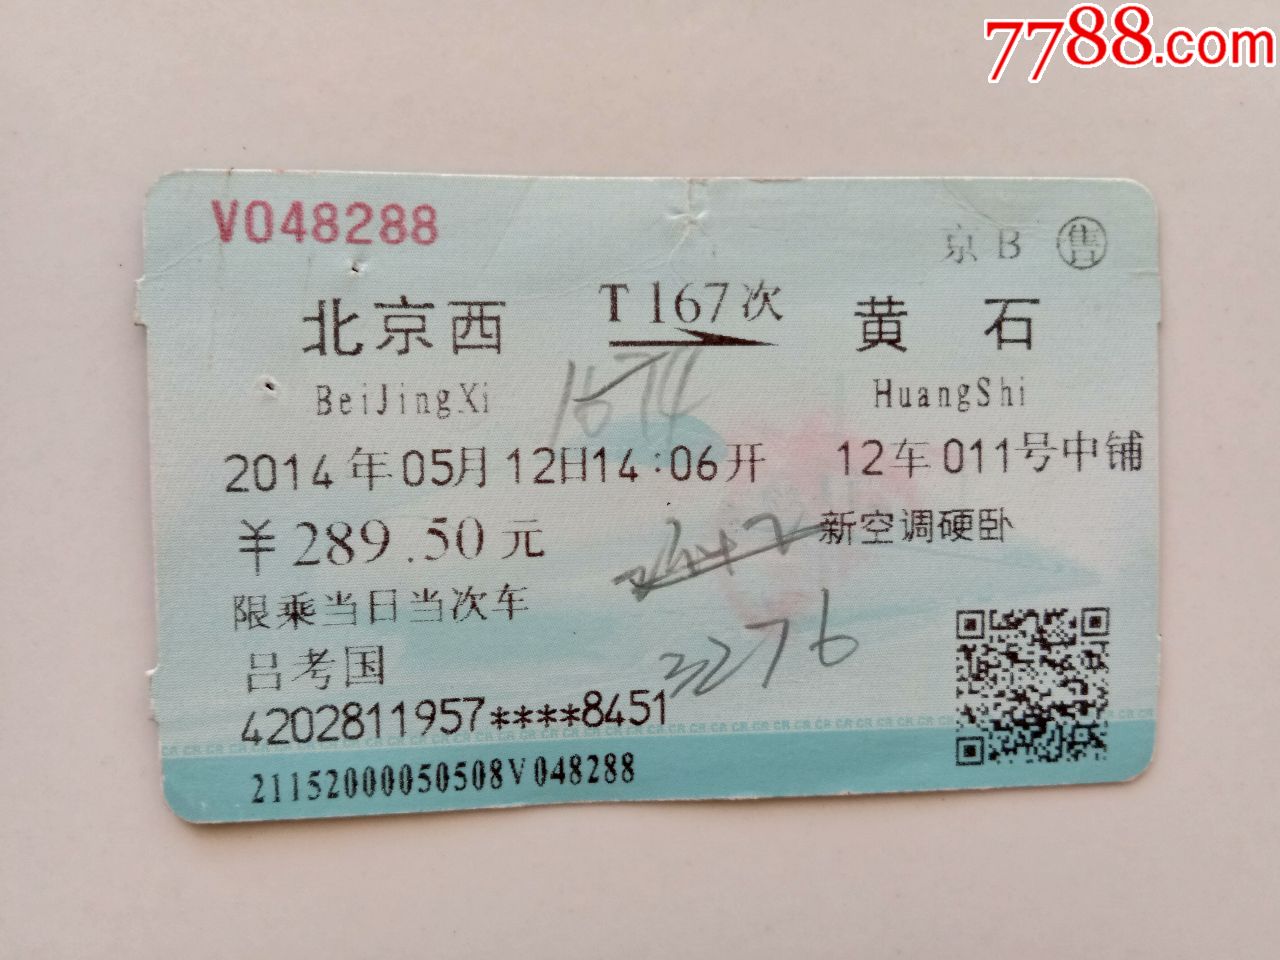 7788.com
V048288
京B 售
北京西 T167次 黄石
BeiJingXi HuangShi
2014年05月12日14:06开 12车011号中铺
¥289.50元 新空调硬卧
限乘当日当次车
吕考国
3276
4202811957****8451
21152000050508V048288